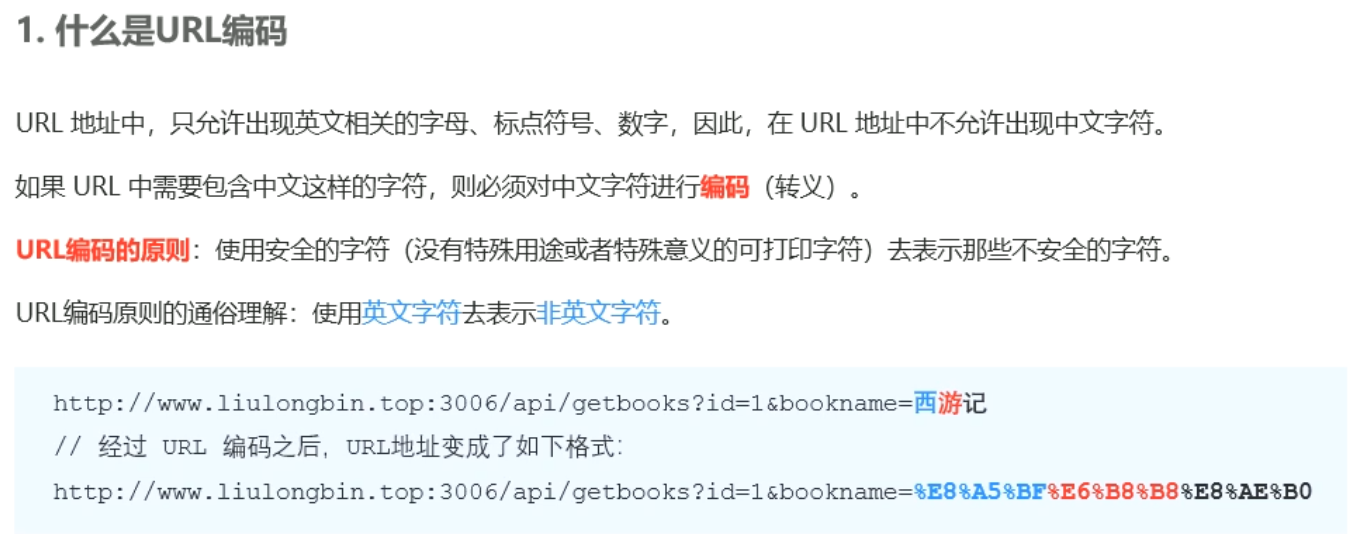 1. 什么是URL编码
URL 地址中，只允许出现英文相关的字母、标点符号、数字，因此，在 URL 地址中不允许出现中文字符。
如果 URL 中需要包含中文这样的字符，则必须对中文字符进行编码（转义）。
URL编码的原则：使用安全的字符（没有特殊用途或者特殊意义的可打印字符）去表示那些不安全的字符。
URL编码原则的通俗理解：使用英文字符去表示非英文字符。
http://www.liulongbin.top:3006/api/getbooks?id=1&bookname=西游记
// 经过 URL 编码之后，URL地址变成了如下格式：
http://www.liulongbin.top:3006/api/getbooks?id=1&bookname=%E8%A5%BF%E6%B8%B8%E8%AE%B0